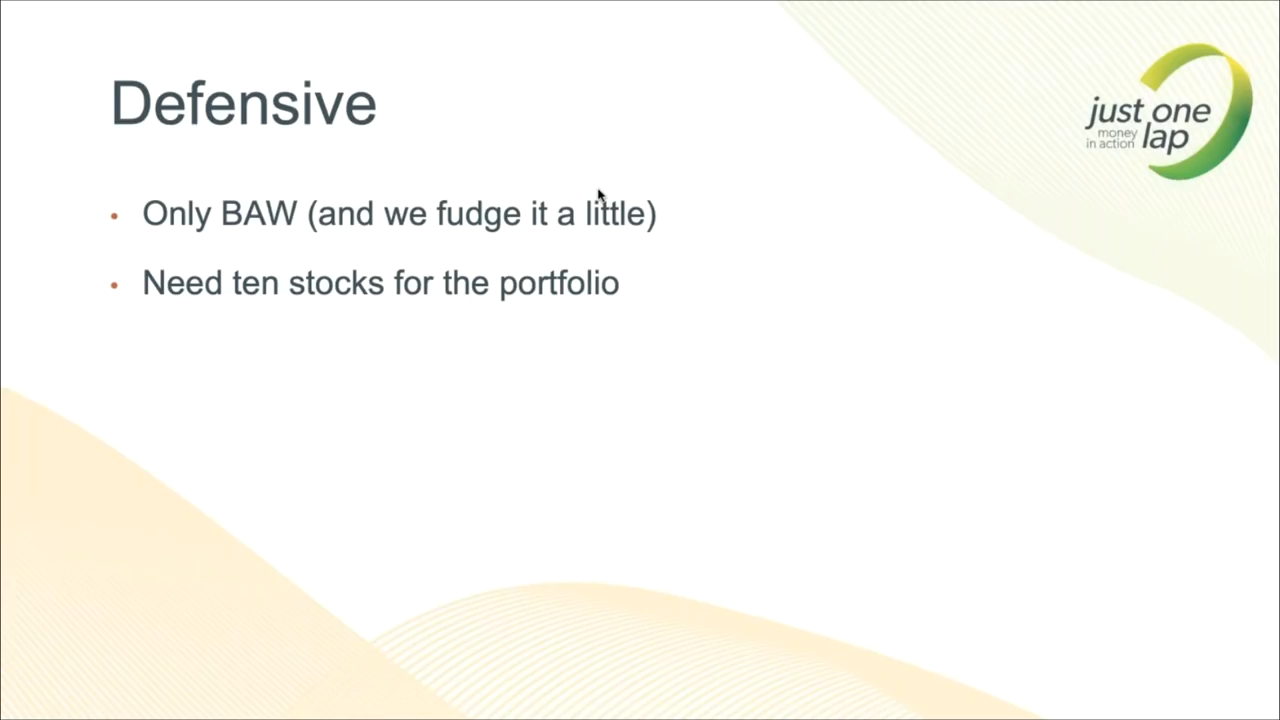 Defensive
just one
money
in action lap
• Only BAW (and we fudge it a little)
• Need ten stocks for the portfolio